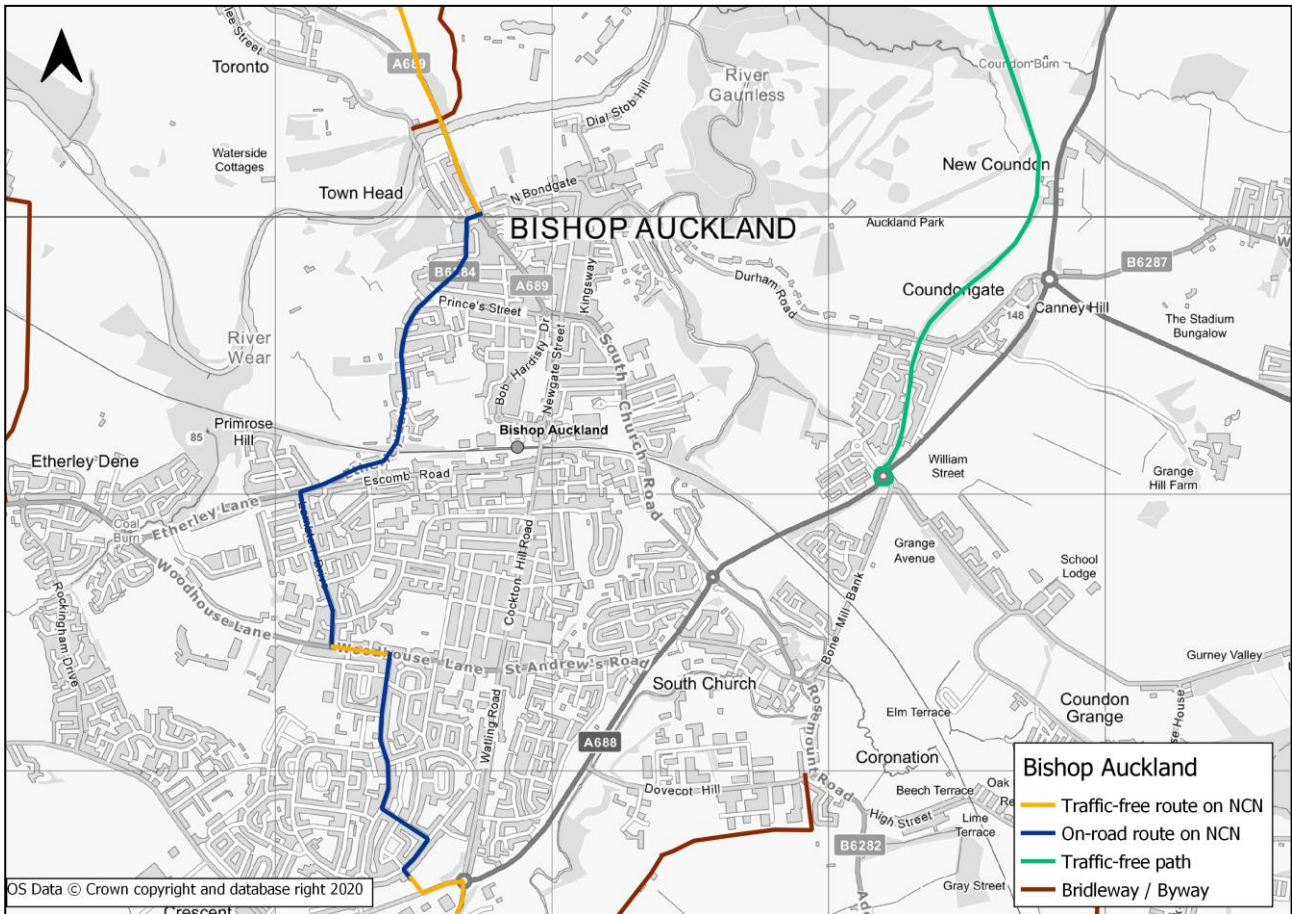 lee Street
Toronto
A689
River
Gaunless
Coundon Burn
Dial Stob Hill
Waterside
Cottages
Town Head
N Bondgate
New Coundon
BISHOP AUCKLAND
Auckland Park
B6284
A689
Kingsway
Durham Road
B6287
Prince's Street
Coundongate
148
Canney Hill
The Stadium
Bungalow
River
Wear
Bob Hardisty Dr
Newgate Street
South Church Road
Primrose
Hill
85
Bishop Auckland
Etherley Dene
Etherley Lane
Escomb Road
William
Street
Grange
Hill Farm
Coal
Burn
Etherley Lane
Lambton Drive
Cockton Hill Road
Grange
Avenue
School
Lodge
Woodhouse Lane
Rockingham Drive
Bone Mill Bank
Woodhouse Lane
St Andrew's Road
Gurney Valley
South Church
Coundon
Grange
Elm Terrace
Watling Road
A688
Rosemount Road
Coronation
Dovecot Hill
Beech Terrace
Oak
High Street
Lime
Terrace
B6282
Gray Street
Crescent
Bishop Auckland
Traffic-free route on NCN
On-road route on NCN
Traffic-free path
Bridleway / Byway
OS Data © Crown copyright and database right 2020